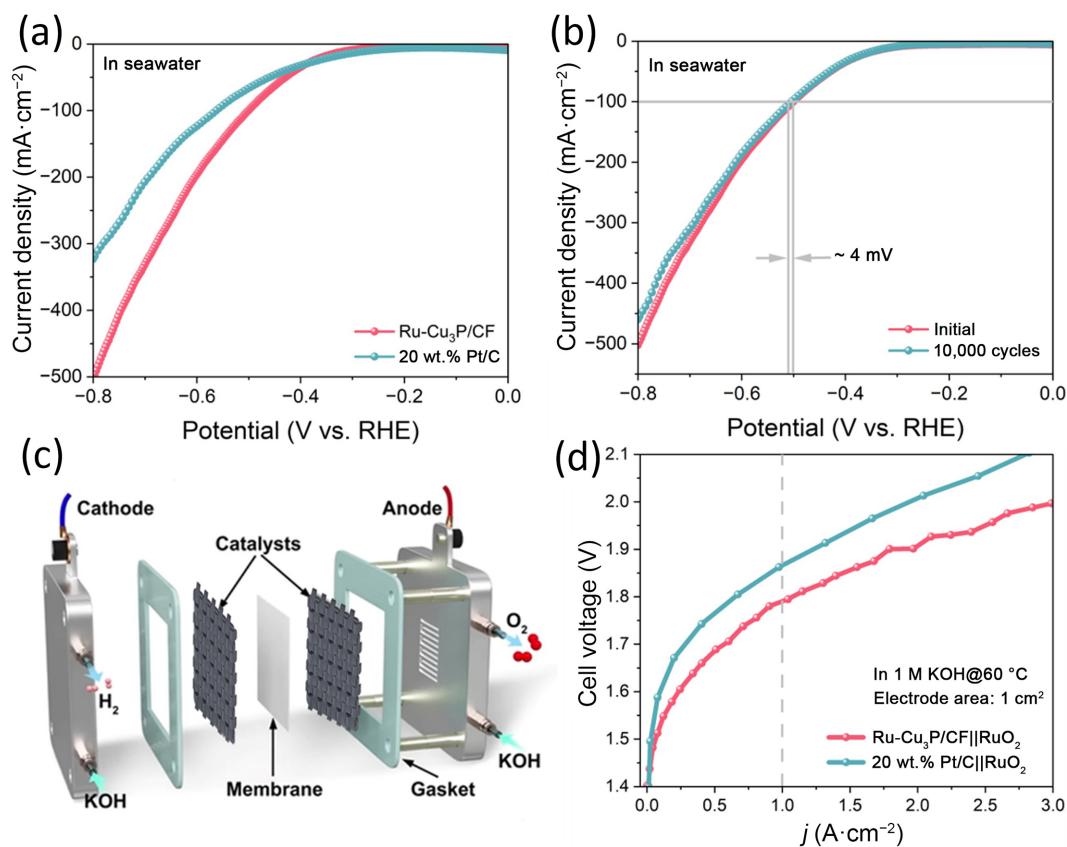 (a)
In seawater
Current density (mA·cm⁻²)
0
−100
−200
−300
−400
−500
−0.8
−0.6
−0.4
−0.2
0.0
Potential (V vs. RHE)
Ru-Cu₃P/CF
20 wt.% Pt/C
(b)
In seawater
Current density (mA·cm⁻²)
0
−100
−200
−300
−400
−500
−0.8
−0.6
−0.4
−0.2
0.0
Potential (V vs. RHE)
~ 4 mV
Initial
10,000 cycles
(c)
Cathode
Anode
Catalysts
H₂
O₂
KOH
KOH
Membrane
Gasket
(d)
Cell voltage (V)
2.1
2.0
1.9
1.8
1.7
1.6
1.5
1.4
0.0
0.5
1.0
1.5
2.0
2.5
3.0
j (A·cm⁻²)
In 1 M KOH@60 °C
Electrode area: 1 cm²
Ru-Cu₃P/CF||RuO₂
20 wt.% Pt/C||RuO₂